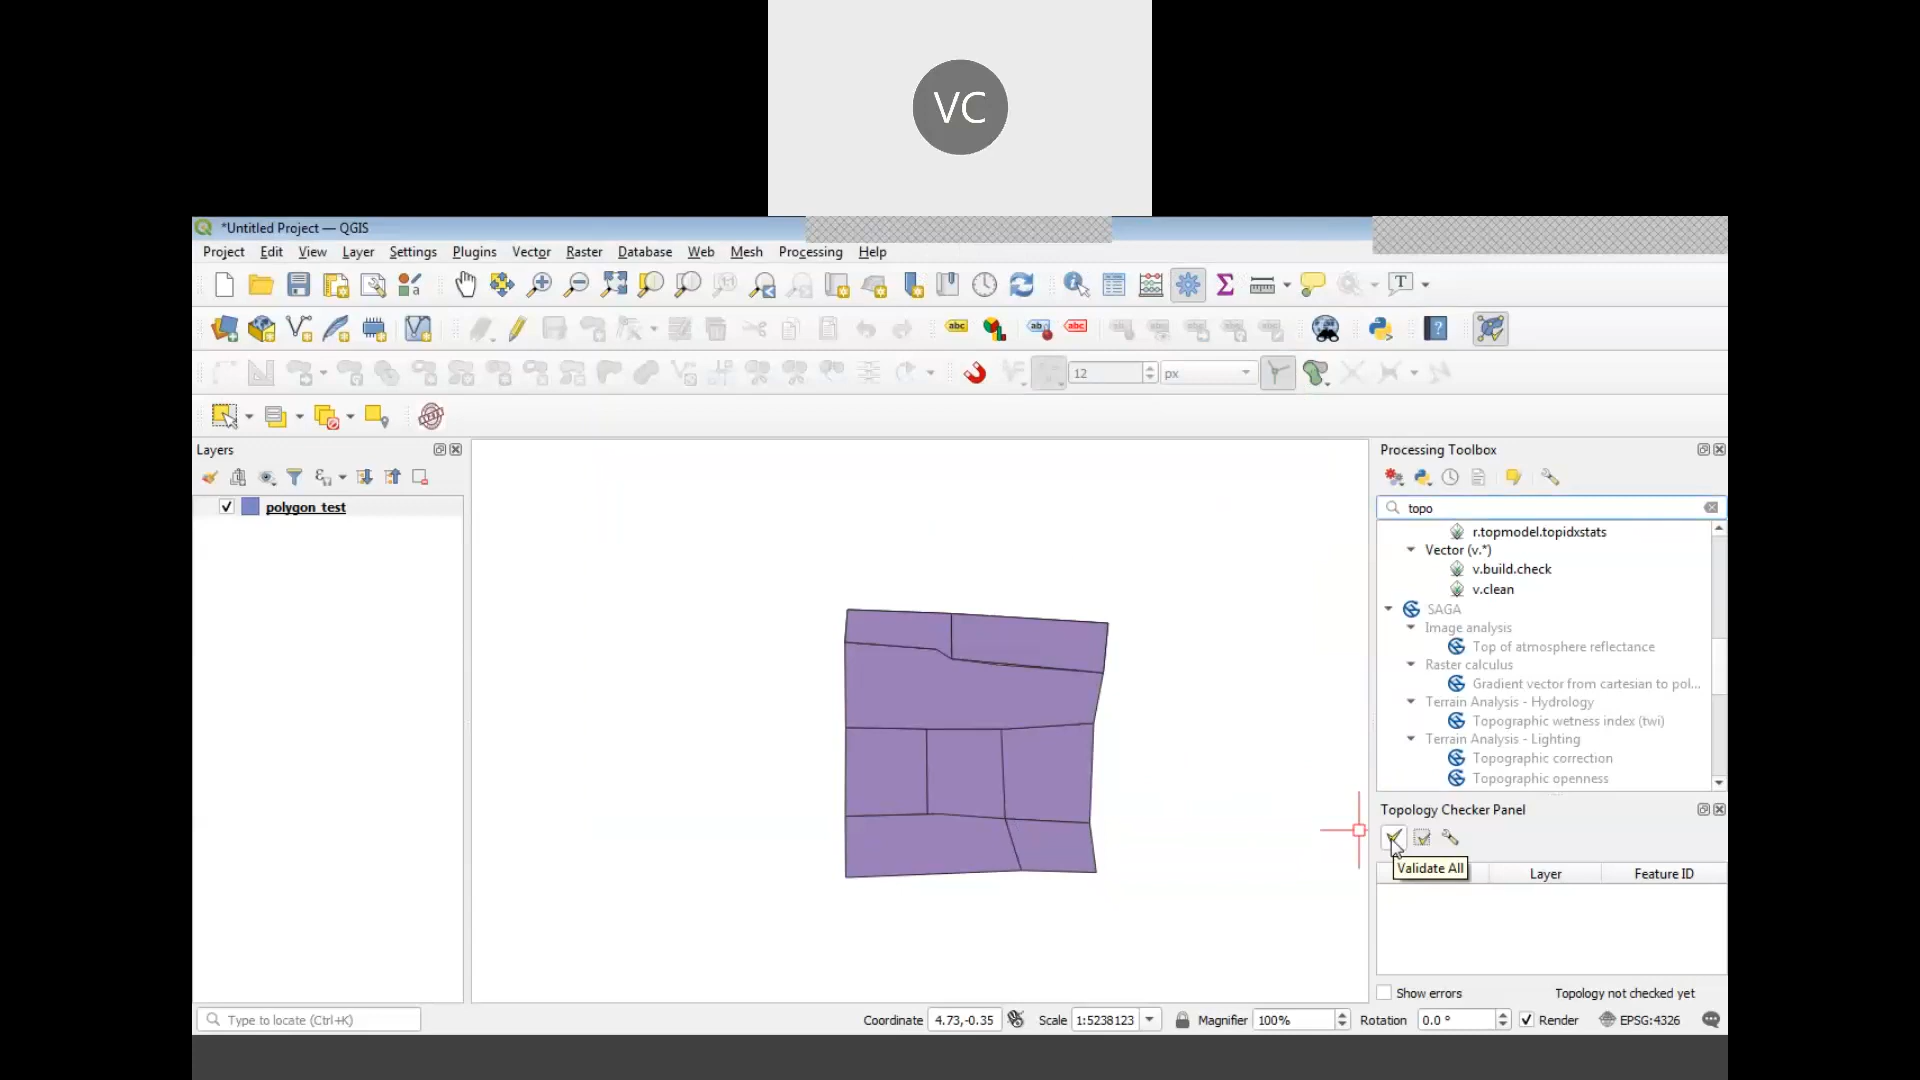 VC
*Untitled Project — QGIS
Project Edit View Layer Settings Plugins Vector Raster Database Web Mesh Processing Help
T
abc ab abc ?
12 px
Layers
Processing Toolbox
polygon_test
topo
r.topmodel.topidxstats
Vector (v.*)
v.build.check
v.clean
SAGA
Image analysis
Top of atmosphere reflectance
Raster calculus
Gradient vector from cartesian to pol...
Terrain Analysis - Hydrology
Topographic wetness index (twi)
Terrain Analysis - Lighting
Topographic correction
Topographic openness
Topology Checker Panel
Validate All
Layer Feature ID
Show errors Topology not checked yet
Type to locate (Ctrl+K) Coordinate 4.73,-0.35 Scale 1:5238123 Magnifier 100% Rotation 0.0 ° Render EPSG:4326